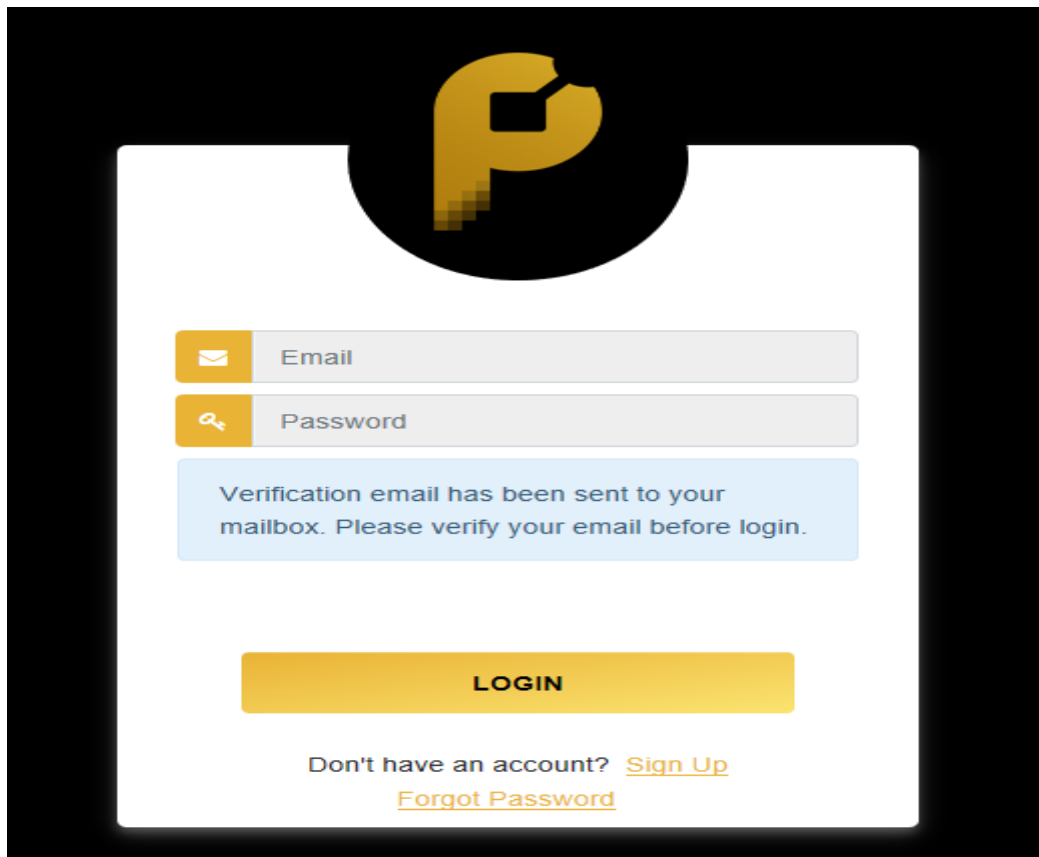 Email
Password
Verification email has been sent to your
mailbox. Please verify your email before login.
LOGIN
Don't have an account? Sign Up
Forgot Password